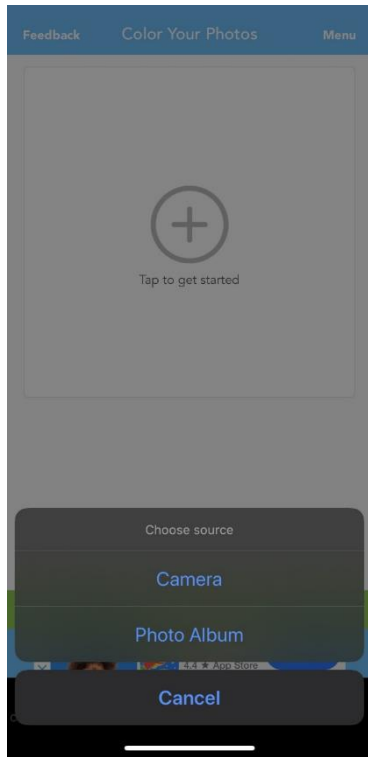 Feedback Color Your Photos Menu
Tap to get started
Choose source
Camera
Photo Album
4.4 ★ App Store
Cancel